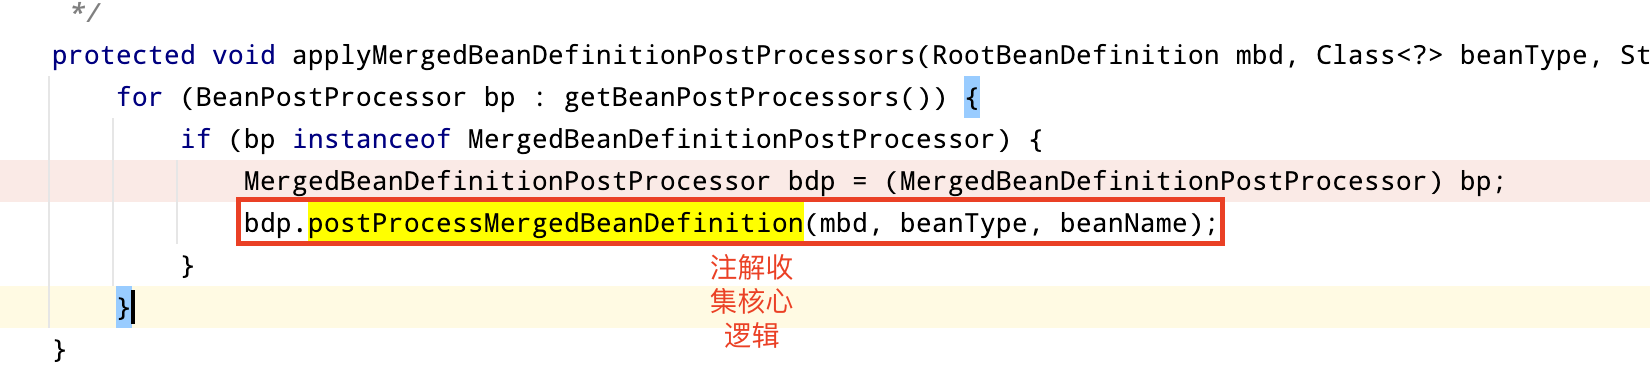 */
protected void applyMergedBeanDefinitionPostProcessors(RootBeanDefinition mbd, Class<?> beanType, St
for (BeanPostProcessor bp : getBeanPostProcessors()) {
if (bp instanceof MergedBeanDefinitionPostProcessor) {
MergedBeanDefinitionPostProcessor bdp = (MergedBeanDefinitionPostProcessor) bp;
bdp.postProcessMergedBeanDefinition(mbd, beanType, beanName);
}
注解收
集核心
逻辑
}
}